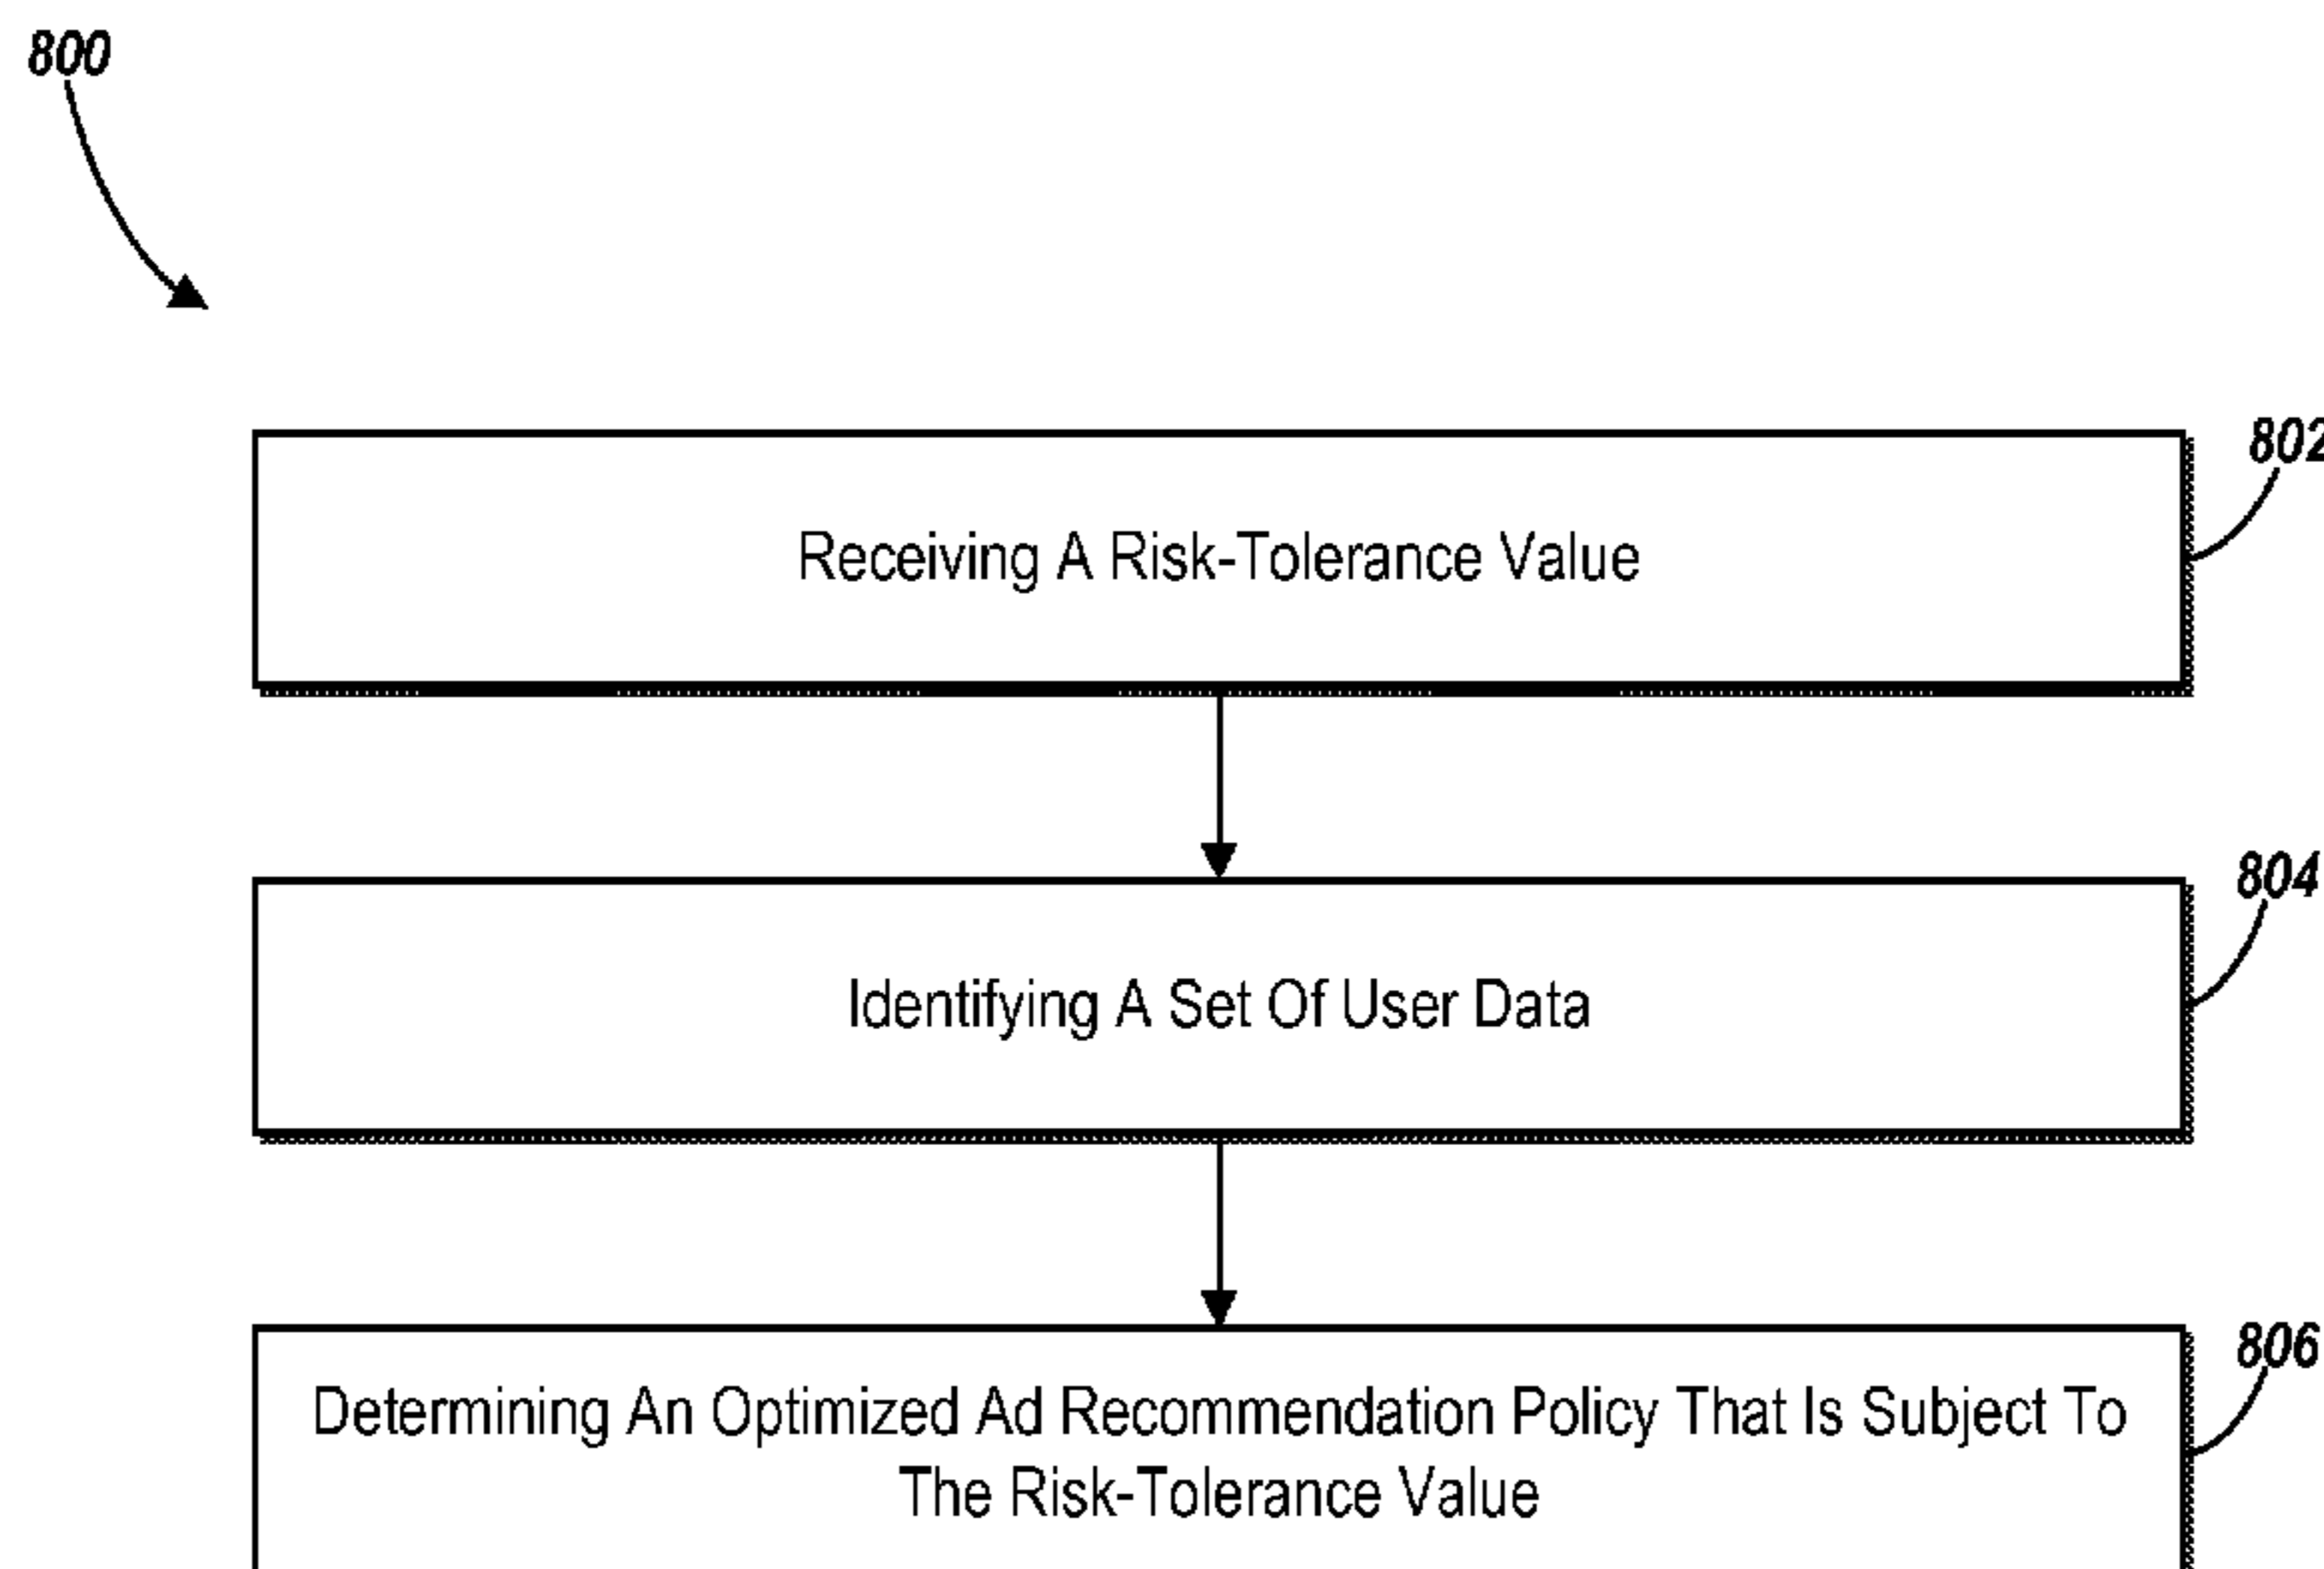 800
802
Receiving A Risk-Tolerance Value
804
Identifying A Set Of User Data
806
Determining An Optimized Ad Recommendation Policy That Is Subject To
The Risk-Tolerance Value